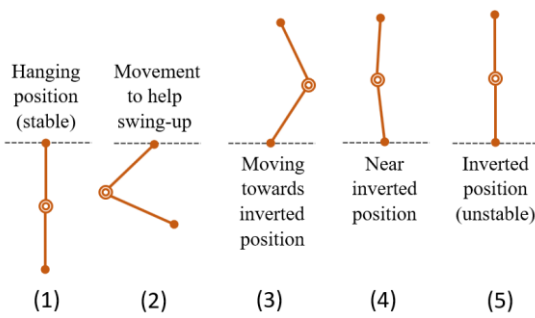 Hanging
position
(stable)
Movement
to help
swing-up
Moving
towards
inverted
position
Near
inverted
position
Inverted
position
(unstable)
(1)
(2)
(3)
(4)
(5)